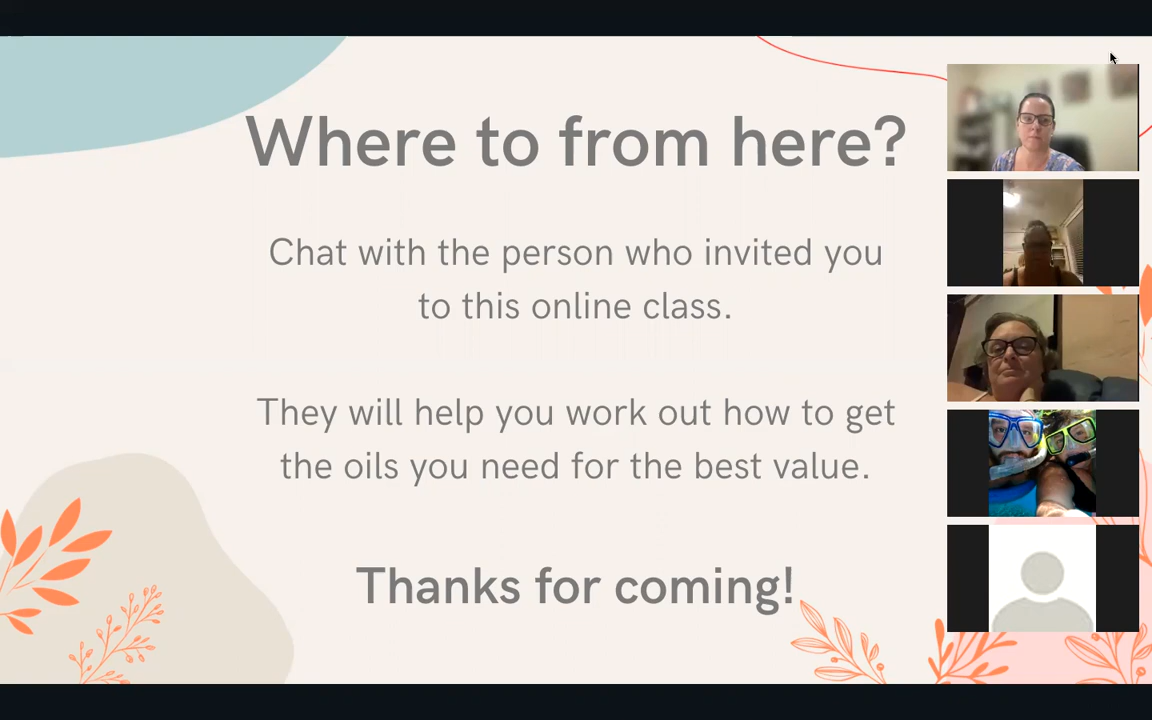 Where to from here?
Chat with the person who invited you
to this online class.
They will help you work out how to get
the oils you need for the best value.
Thanks for coming!